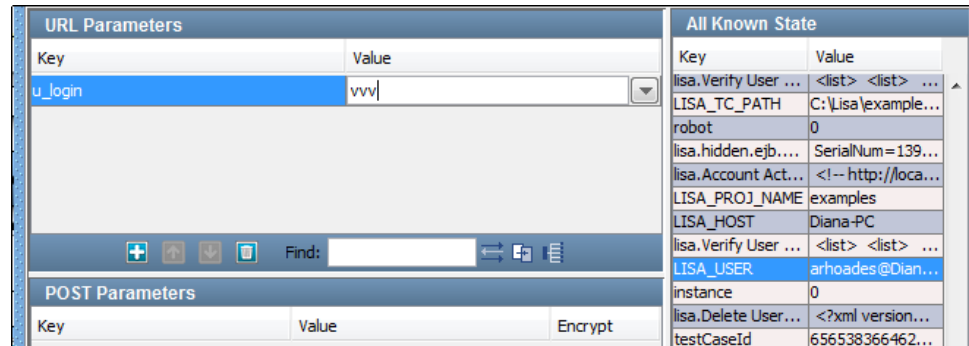 URL Parameters
Key Value
u_login vvv
Find:
POST Parameters
Key Value Encrypt
All Known State
Key Value
lisa.Verify User ... <list> <list> ...
LISA_TC_PATH C:\Lisa\example...
robot 0
lisa.hidden.ejb.... SerialNum=139...
lisa.Account Act... <!-- http://loca...
LISA_PROJ_NAME examples
LISA_HOST Diana-PC
lisa.Verify User ... <list> <list> ...
LISA_USER arhoades@Dian...
instance 0
lisa.Delete User... <?xml version...
testCaseId 656538366462...